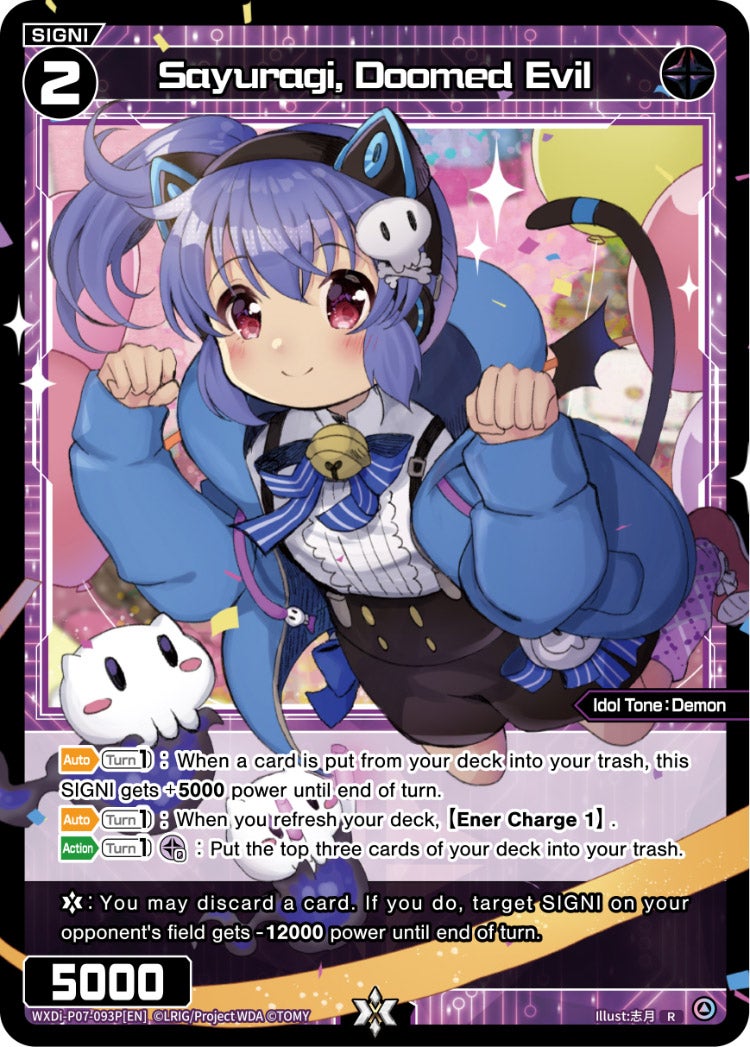 SIGNI
2
Sayuragi, Doomed Evil
Idol Tone:Demon
Auto Turn 1 : When a card is put from your deck into your trash, this
SIGNI gets +5000 power until end of turn.
Auto Turn 1 : When you refresh your deck, 【Ener Charge 1】.
Action Turn 1 0 : Put the top three cards of your deck into your trash.
: You may discard a card. If you do, target SIGNI on your
opponent's field gets -12000 power until end of turn.
5000
WXDi-P07-093P[EN] ©LRIG/Project WDA ©TOMY
Illust:志月 R